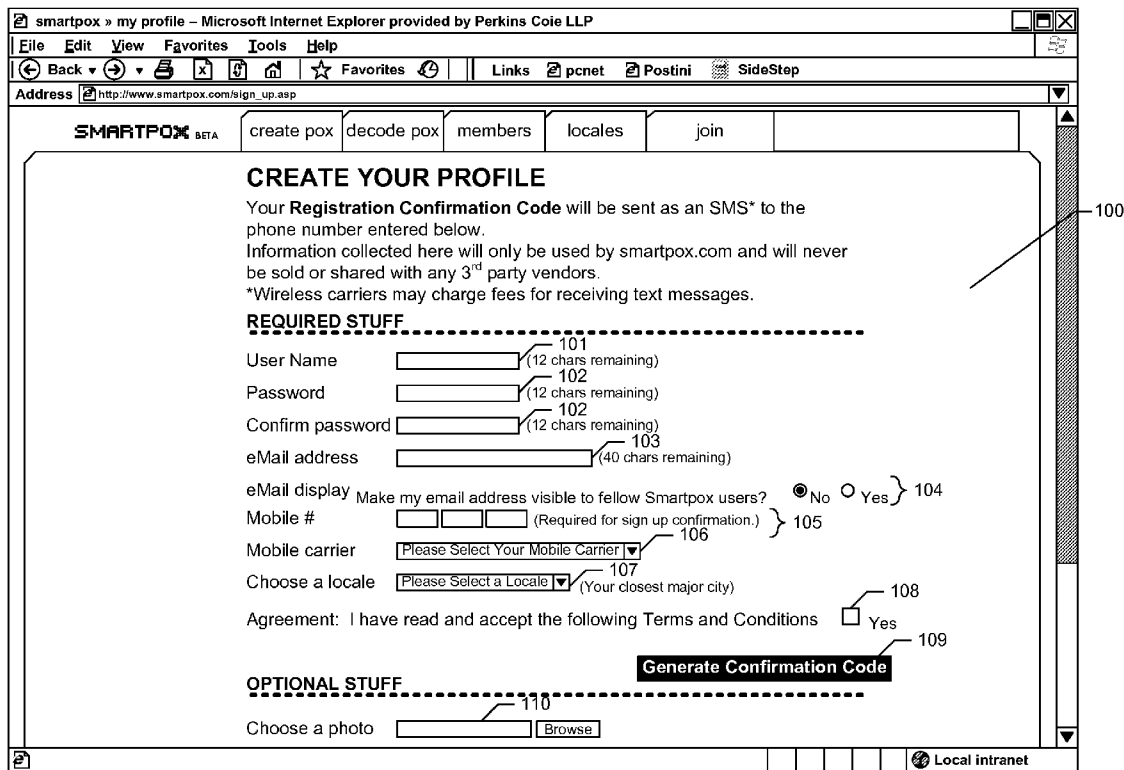 smartpox » my profile – Microsoft Internet Explorer provided by Perkins Coie LLP
File Edit View Favorites Tools Help
Back Favorites Links pcnet Postini SideStep
Address http://www.smartpox.com/sign_up.asp
SMARTPOX BETA create pox decode pox members locales join
CREATE YOUR PROFILE
Your Registration Confirmation Code will be sent as an SMS* to the
phone number entered below.
100
Information collected here will only be used by smartpox.com and will never
be sold or shared with any 3rd party vendors.
*Wireless carriers may charge fees for receiving text messages.
REQUIRED STUFF
101
User Name (12 chars remaining)
102
Password (12 chars remaining)
102
Confirm password (12 chars remaining)
103
eMail address (40 chars remaining)
eMail display Make my email address visible to fellow Smartpox users? No Yes 104
Mobile # (Required for sign up confirmation.) 105
106
Mobile carrier Please Select Your Mobile Carrier
107
Choose a locale Please Select a Locale (Your closest major city)
108
Agreement: I have read and accept the following Terms and Conditions Yes
109
Generate Confirmation Code
OPTIONAL STUFF
110
Choose a photo Browse
Local intranet